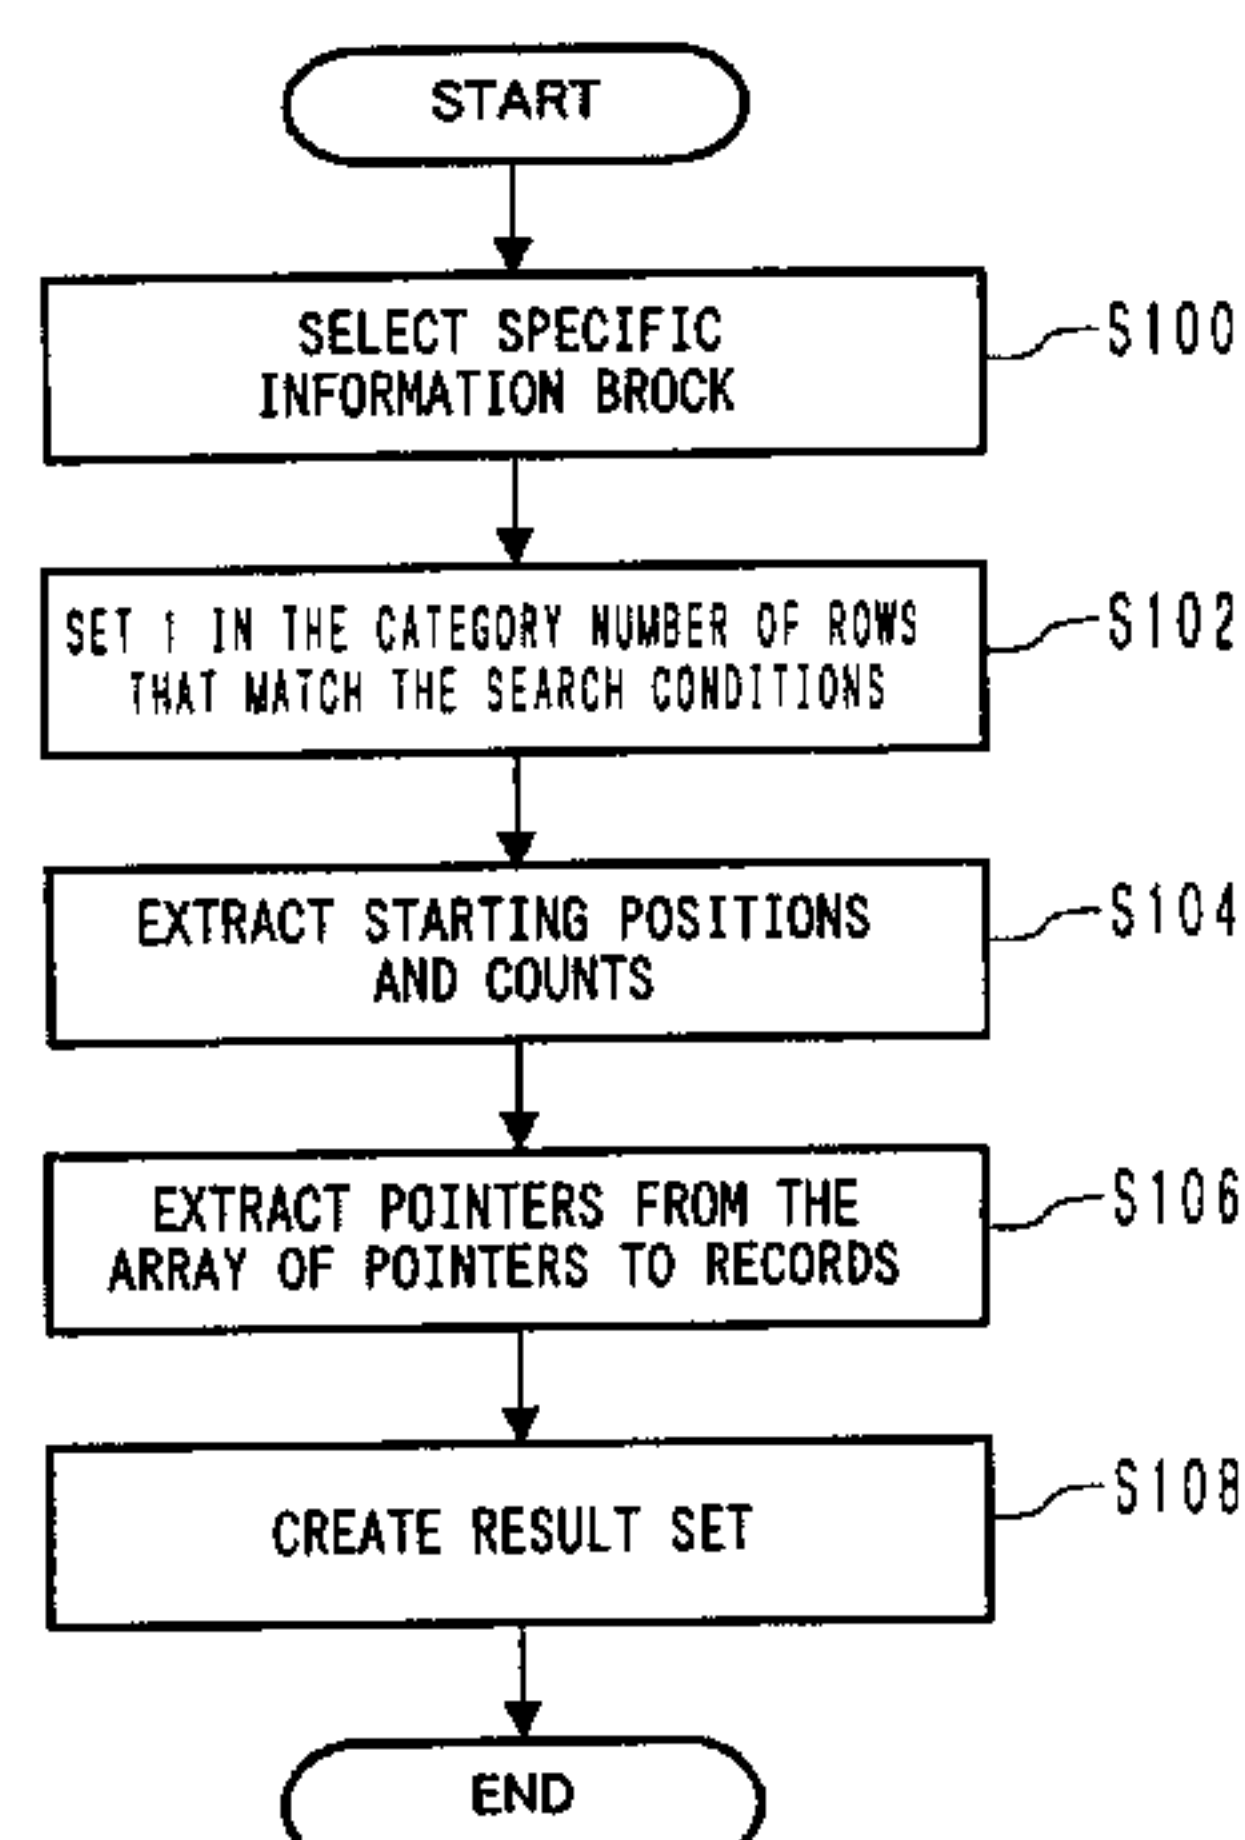 START
SELECT SPECIFIC
INFORMATION BROCK
S100
SET 1 IN THE CATEGORY NUMBER OF ROWS
THAT MATCH THE SEARCH CONDITIONS
S102
EXTRACT STARTING POSITIONS
AND COUNTS
S104
EXTRACT POINTERS FROM THE
ARRAY OF POINTERS TO RECORDS
S106
CREATE RESULT SET
S108
END